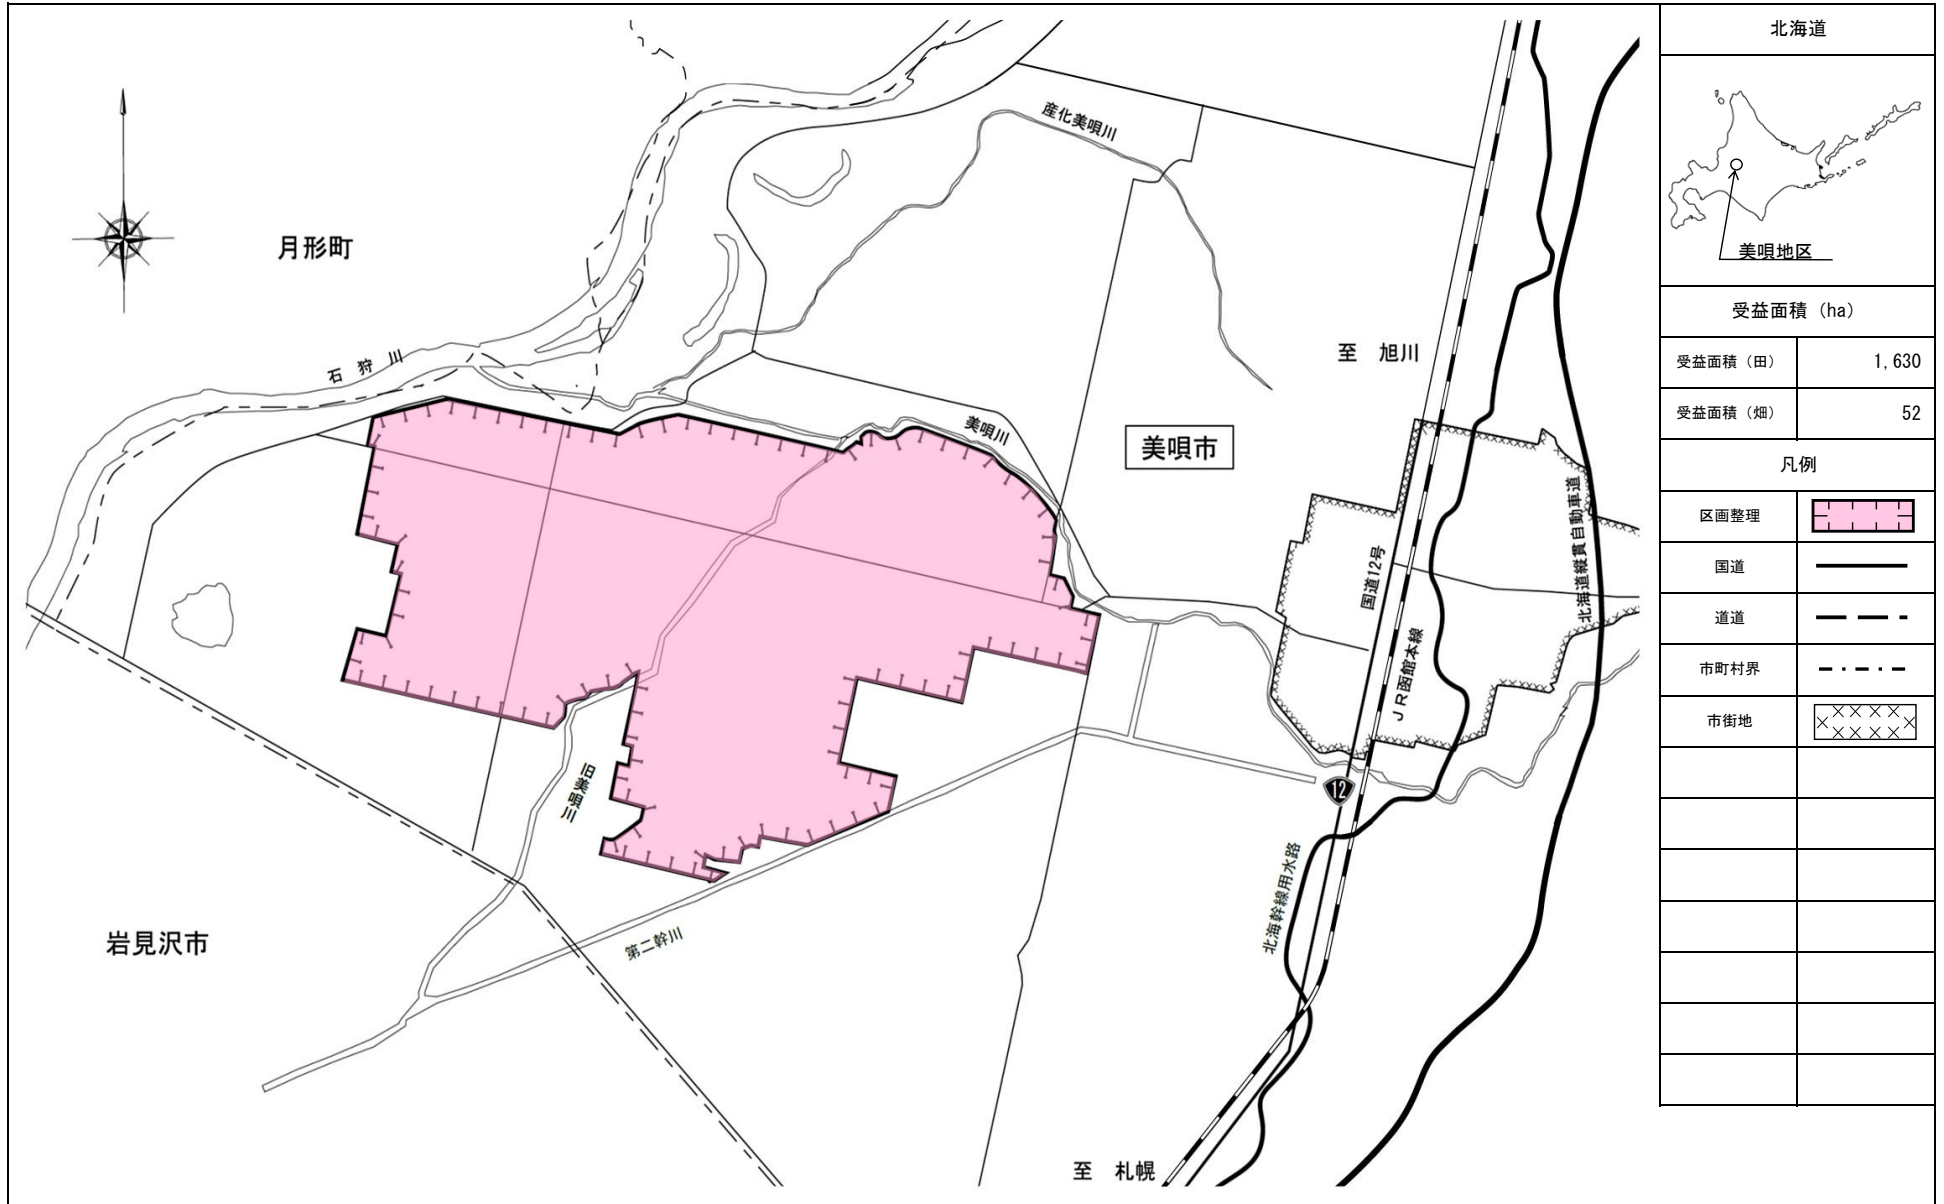 月形町
石狩川
産化美唄川
至 旭川
美唄川
美唄市
国道12号
JR函館本線
北海道縦貫自動車道
旧美唄川
12
北海幹線用水路
岩見沢市
第二幹川
至 札幌
北海道
美唄地区
受益面積（ha）
受益面積（田） 1,630
受益面積（畑） 52
凡例
区画整理
国道
道道
市町村界
市街地